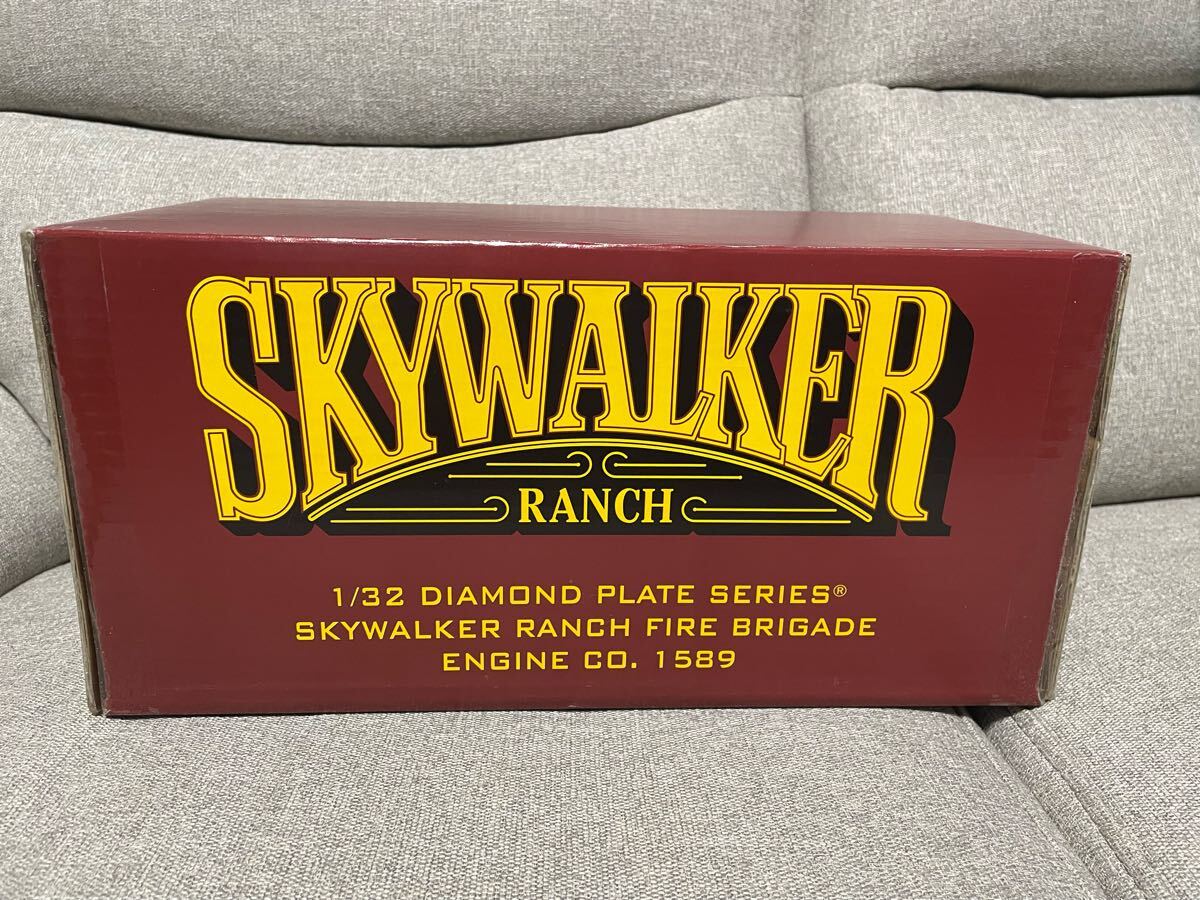 SKYWALKER
RANCH
1/32 DIAMOND PLATE SERIES®
SKYWALKER RANCH FIRE BRIGADE
ENGINE CO. 1589